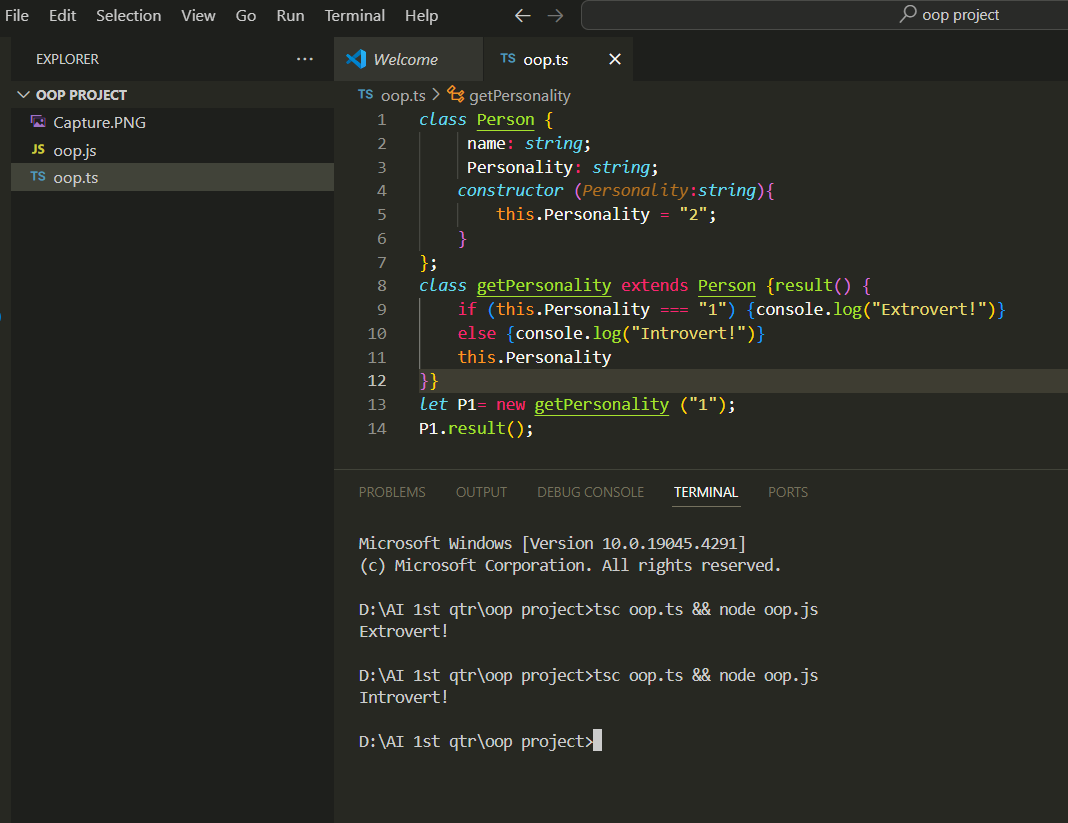 File Edit Selection View Go Run Terminal Help oop project
EXPLORER ...
Welcome
TS oop.ts
OOP PROJECT
Capture.PNG
JS oop.js
TS oop.ts
TS oop.ts > getPersonality
1 class Person {
2 name: string;
3 Personality: string;
4 constructor (Personality:string){
5 this.Personality = "2";
6 }
7 };
8 class getPersonality extends Person {result() {
9 if (this.Personality === "1") {console.log("Extrovert!")}
10 else {console.log("Introvert!")}
11 this.Personality
12 }}
13 let P1= new getPersonality ("1");
14 P1.result();
PROBLEMS OUTPUT DEBUG CONSOLE TERMINAL PORTS
Microsoft Windows [Version 10.0.19045.4291]
(c) Microsoft Corporation. All rights reserved.
D:\AI 1st qtr\oop project>tsc oop.ts && node oop.js
Extrovert!
D:\AI 1st qtr\oop project>tsc oop.ts && node oop.js
Introvert!
D:\AI 1st qtr\oop project>